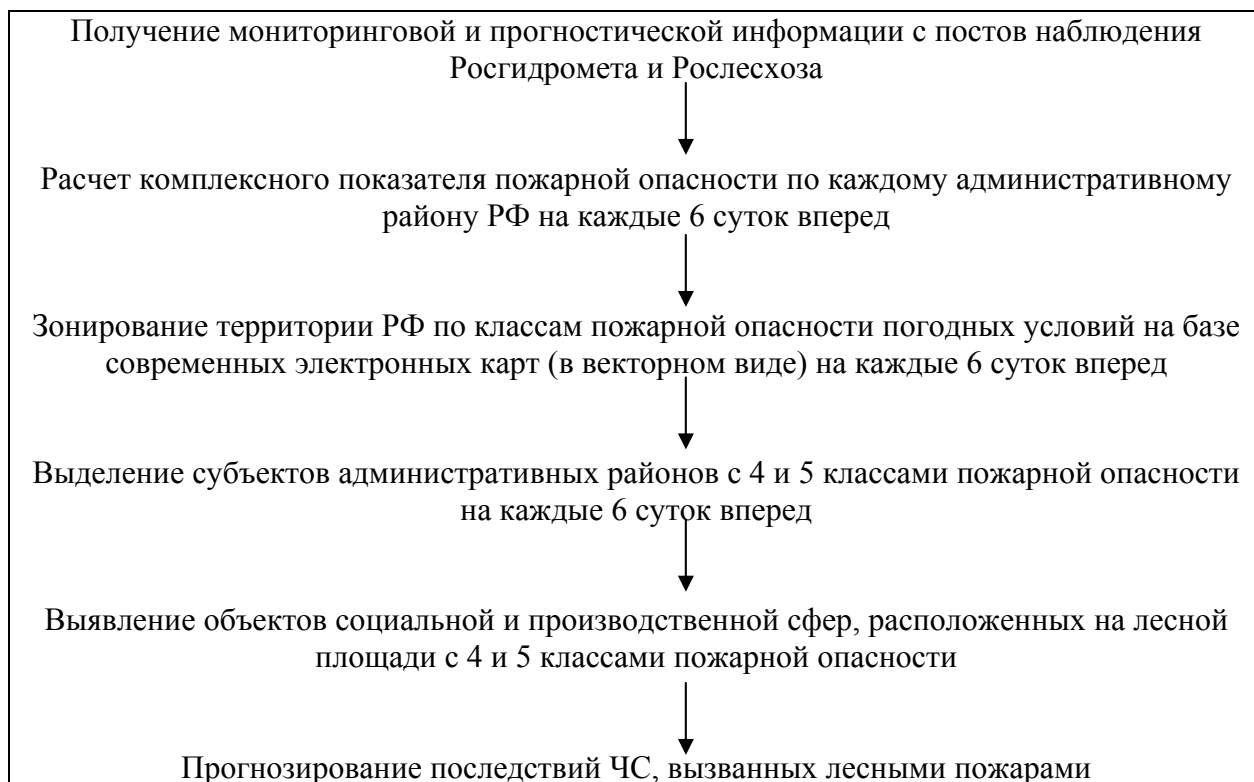 Получение мониторинговой и прогностической информации с постов наблюдения
Росгидромета и Рослесхоза
Расчет комплексного показателя пожарной опасности по каждому административному
району РФ на каждые 6 суток вперед
Зонирование территории РФ по классам пожарной опасности погодных условий на базе
современных электронных карт (в векторном виде) на каждые 6 суток вперед
Выделение субъектов административных районов с 4 и 5 классами пожарной опасности
на каждые 6 суток вперед
Выявление объектов социальной и производственной сфер, расположенных на лесной
площади с 4 и 5 классами пожарной опасности
Прогнозирование последствий ЧС, вызванных лесными пожарами